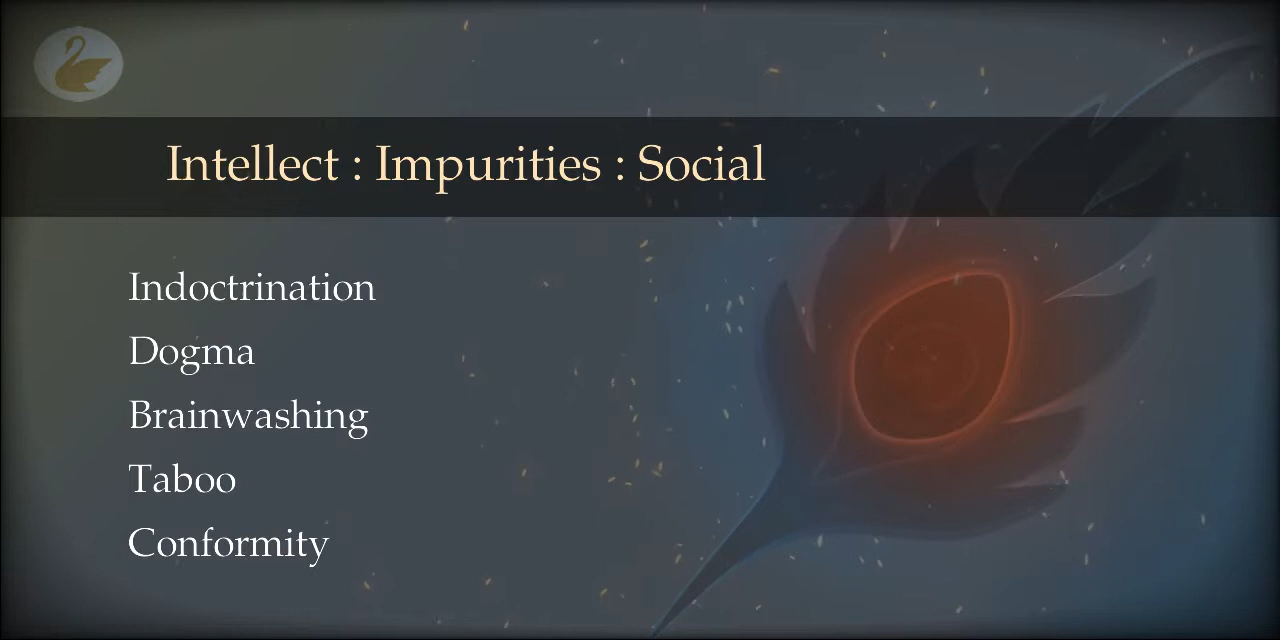 Intellect : Impurities : Social
Indoctrination
Dogma
Brainwashing
Taboo
Conformity